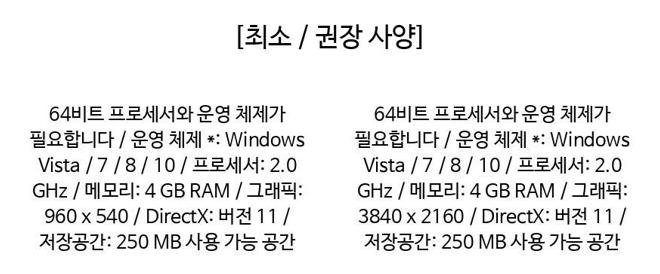 [최소 / 권장 사양]
64비트 프로세서와 운영 체제가
필요합니다 / 운영 체제 *: Windows
Vista / 7 / 8 / 10 / 프로세서: 2.0
GHz / 메모리: 4 GB RAM / 그래픽:
960 x 540 / DirectX: 버전 11 /
저장공간: 250 MB 사용 가능 공간
64비트 프로세서와 운영 체제가
필요합니다 / 운영 체제 *: Windows
Vista / 7 / 8 / 10 / 프로세서: 2.0
GHz / 메모리: 4 GB RAM / 그래픽:
3840 x 2160 / DirectX: 버전 11 /
저장공간: 250 MB 사용 가능 공간